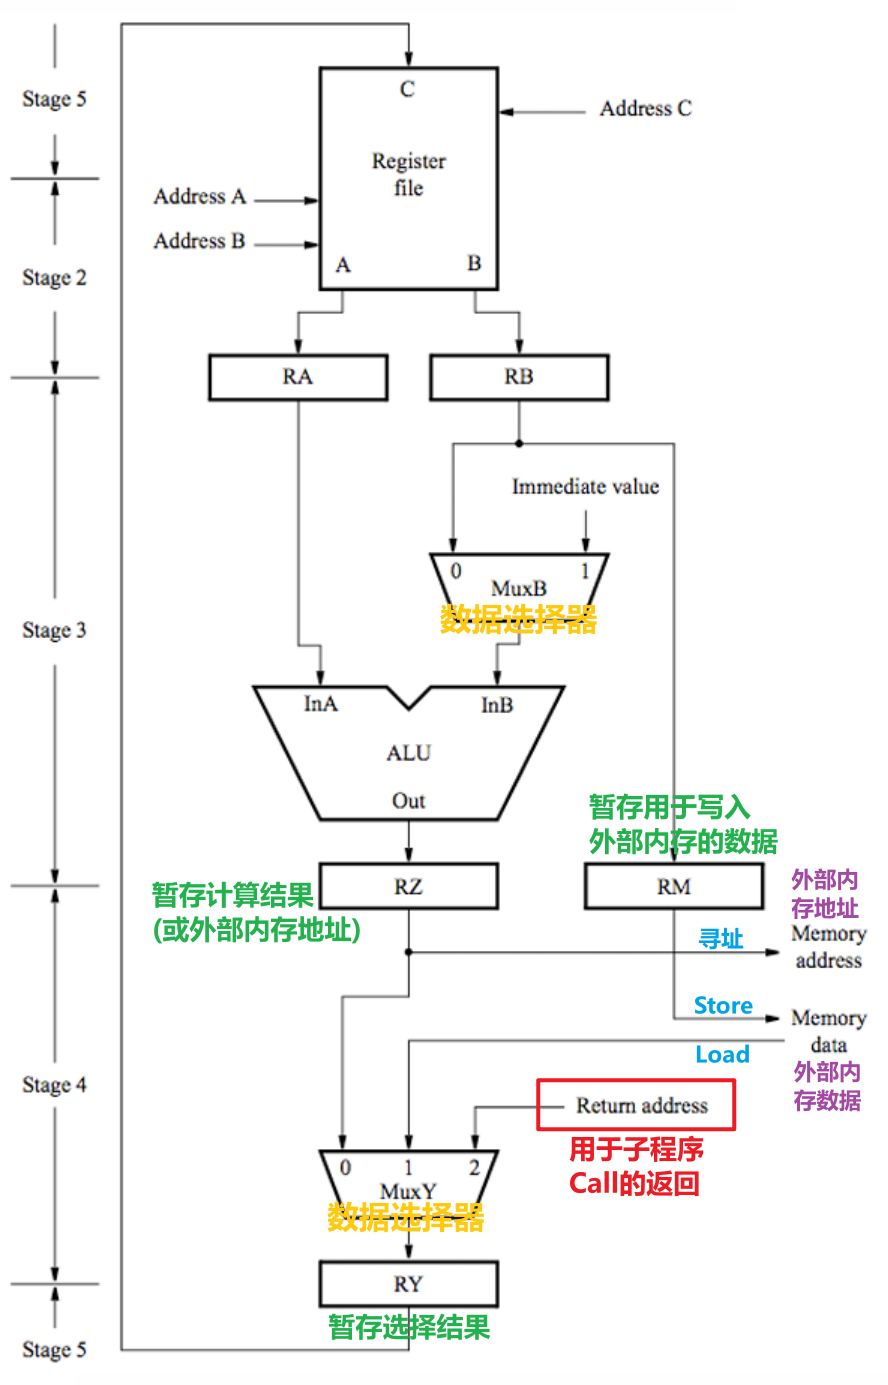 C
Stage 5
Address C
Register
file
Address A
Address B
A
B
Stage 2
RA
RB
Immediate value
0
1
MuxB
数据选择器
Stage 3
InA
InB
ALU
Out
暂存用于写入
外部内存的数据
RZ
RM
暂存计算结果
(或外部内存地址)
外部内
存地址
寻址
Memory
address
Store
Memory
data
Load
外部内
存数据
Stage 4
Return address
用于子程序
Call的返回
0
1
2
MuxY
数据选择器
RY
暂存选择结果
Stage 5